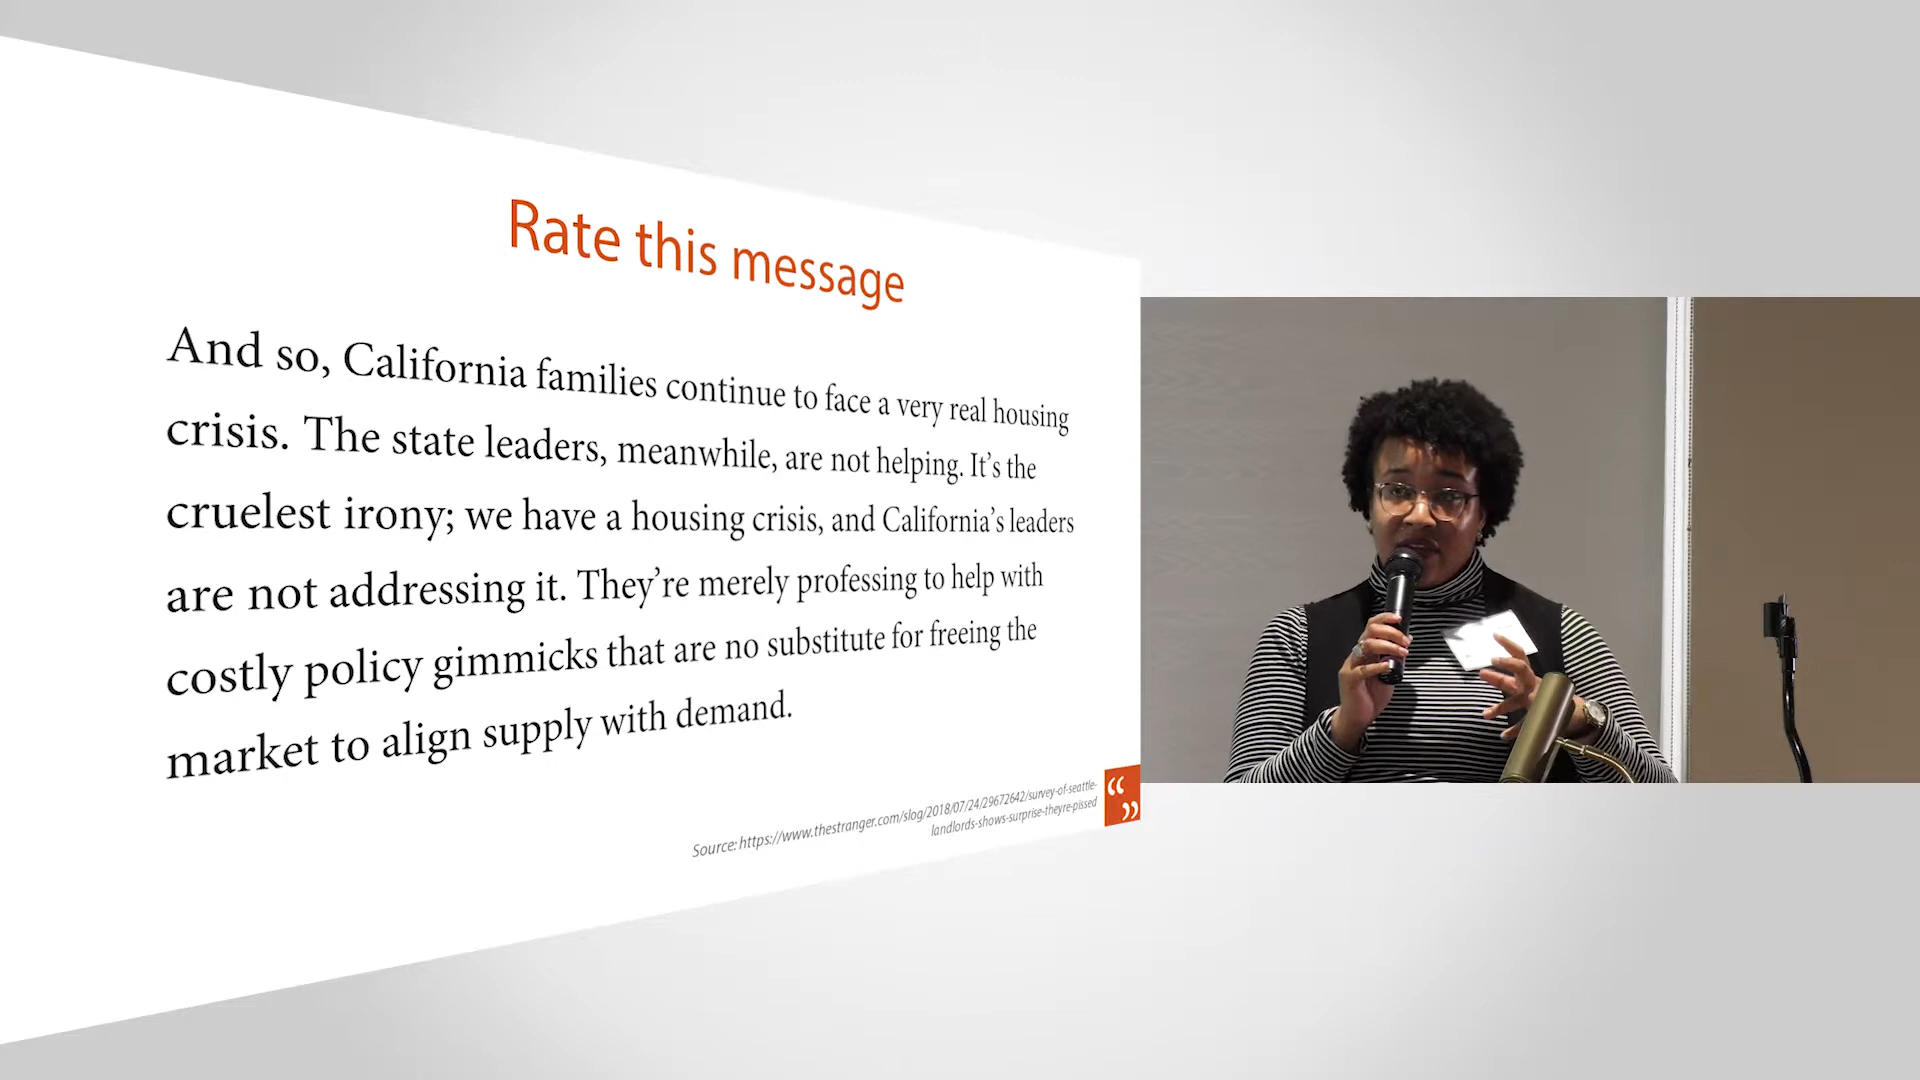 Rate this message
And so, California families continue to face a very real housing
crisis. The state leaders, meanwhile, are not helping. It’s the
cruelest irony; we have a housing crisis, and California’s leaders
are not addressing it. They’re merely professing to help with
costly policy gimmicks that are no substitute for freeing the
market to align supply with demand.
Source: https://www.thestranger.com/slog/2018/07/24/29672642/survey-of-seattle-
landlords-shows-surprise-theyre-pissed